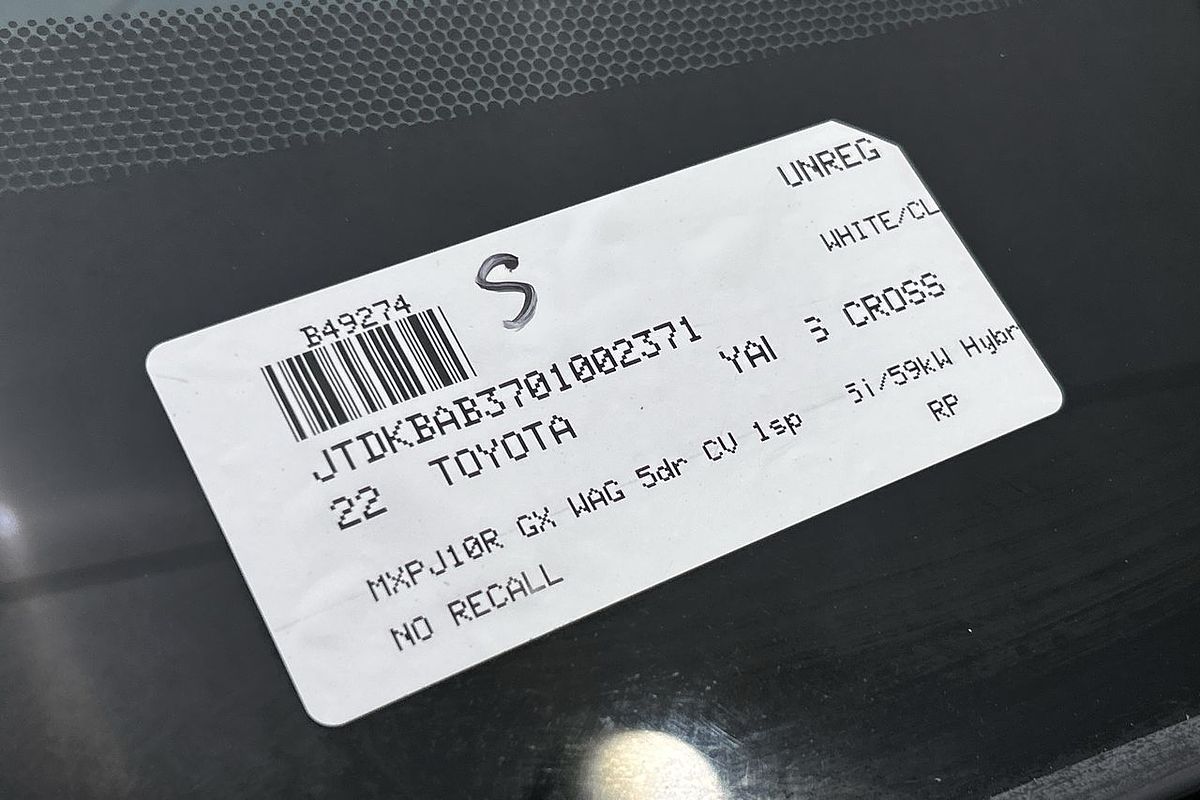 UNREG
S
WHITE/CL
B49274
JTDKBAB3701002371
YAI 3 CROSS
22 TOYOTA
MXPJ10R GX WAG 5dr CV 1sp 5i/59kW Hybr
NO RECALL
RP